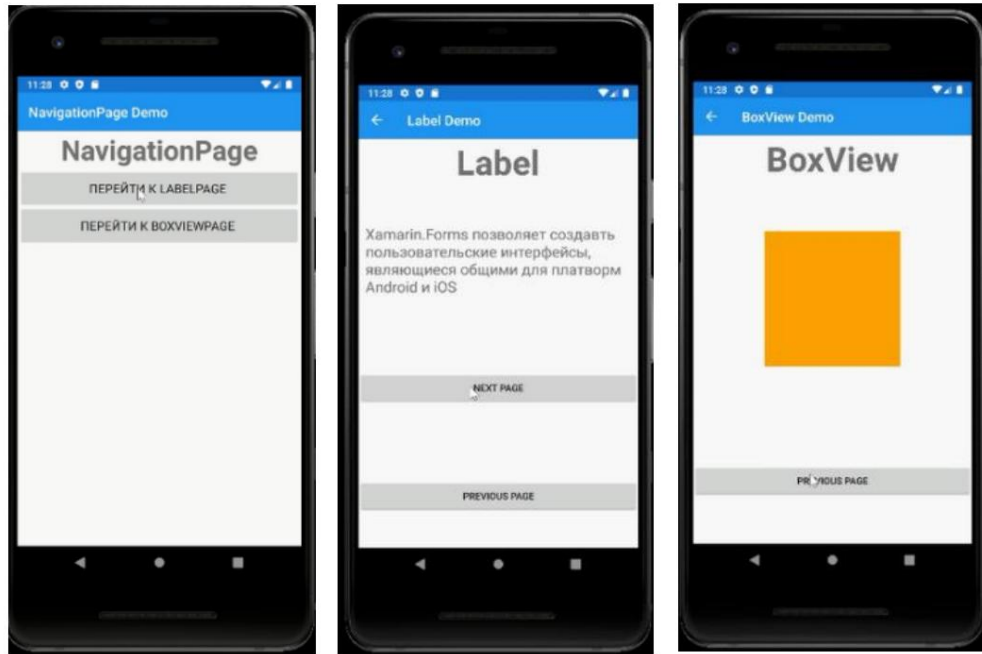 11:28
NavigationPage Demo
NavigationPage
ПЕРЕЙТИ К LABELPAGE
ПЕРЕЙТИ К BOXVIEWPAGE
11:28
Label Demo
Label
Xamarin.Forms позволяет создавть
пользовательские интерфейсы,
являющиеся общими для платворм
Android и iOS
NEXT PAGE
PREVIOUS PAGE
11:28
BoxView Demo
BoxView
PREVIOUS PAGE